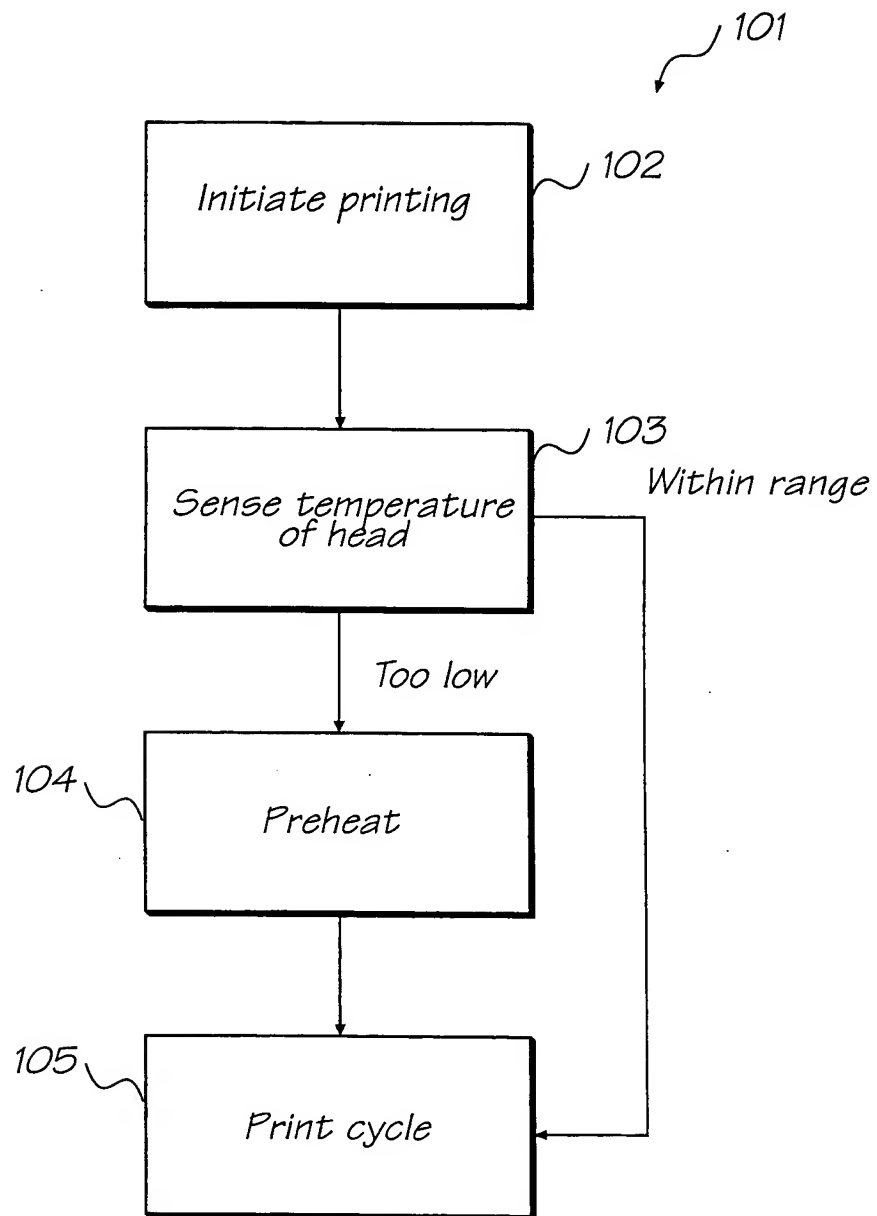 101
Initiate printing
102
103
Sense temperature
of head
Within range
Too low
104
Preheat
105
Print cycle